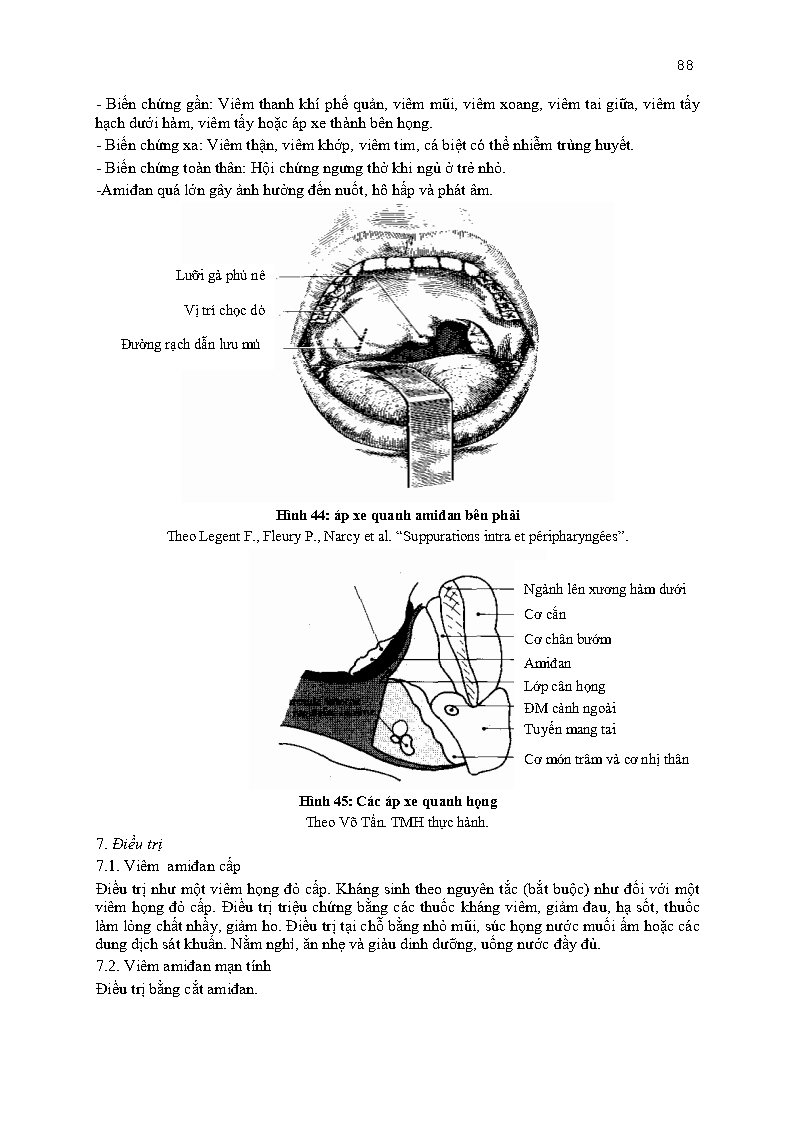 88
- Biến chứng gần: Viêm thanh khí phế quản, viêm mũi, viêm xoang, viêm tai giữa, viêm tấy
hạch dưới hàm, viêm tấy hoặc áp xe thành bên họng.
- Biến chứng xa: Viêm thận, viêm khớp, viêm tim, cá biệt có thể nhiễm trùng huyết.
- Biến chứng toàn thân: Hội chứng ngưng thở khi ngủ ở trẻ nhỏ.
-Amiđan quá lớn gây ảnh hưởng đến nuốt, hô hấp và phát âm.
Lưỡi gà phù nề
Vị trí chọc dò
Đường rạch dẫn lưu mủ
Hình 44: áp xe quanh amiđan bên phải
Theo Legent F., Fleury P., Narcy et al. “Suppurations intra et péripharyngées”.
Ngành lên xương hàm dưới
Cơ cắn
Cơ chân bướm
Amiđan
Lớp cân họng
ĐM cảnh ngoài
Tuyến mang tai
Cơ món trâm và cơ nhị thân
Hình 45: Các áp xe quanh họng
Theo Võ Tấn. TMH thực hành.
7. Điều trị
7.1. Viêm amiđan cấp
Điều trị như một viêm họng đỏ cấp. Kháng sinh theo nguyên tắc (bắt buộc) như đối với một
viêm họng đỏ cấp. Điều trị triệu chứng bằng các thuốc kháng viêm, giảm đau, hạ sốt, thuốc
làm lỏng chất nhầy, giảm ho. Điều trị tại chỗ bằng nhỏ mũi, súc họng nước muối ấm hoặc các
dung dịch sát khuẩn. Nằm nghỉ, ăn nhẹ và giàu dinh dưỡng, uống nước đầy đủ.
7.2. Viêm amiđan mạn tính
Điều trị bằng cắt amiđan.